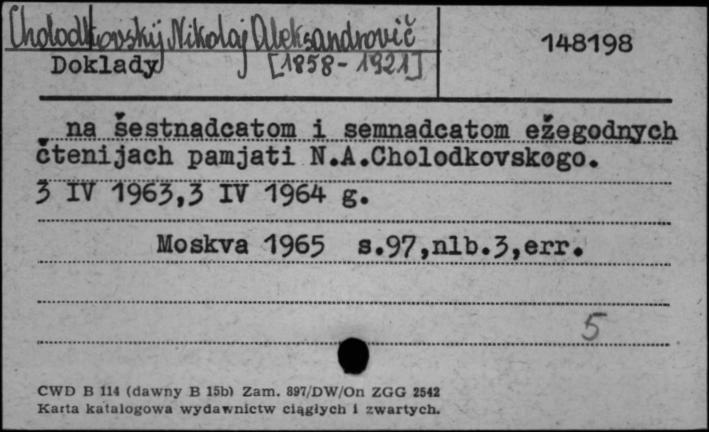 Cholodkovskij Nikolaj Aleksandrovič
148198
Doklady [1858-1921]
na šestnadcatom i semnadcatom ežegodnych
čtenijach pamjati N.A.Cholodkovskogo.
3 IV 1963,3 IV 1964 g.
Moskva 1965 s.97,nlb.3,err.
5
CWD B 114 (dawny B 15b) Zam. 897/DW/On ZGG 2542
Karta katalogowa wydawnictw ciągłych i zwartych.